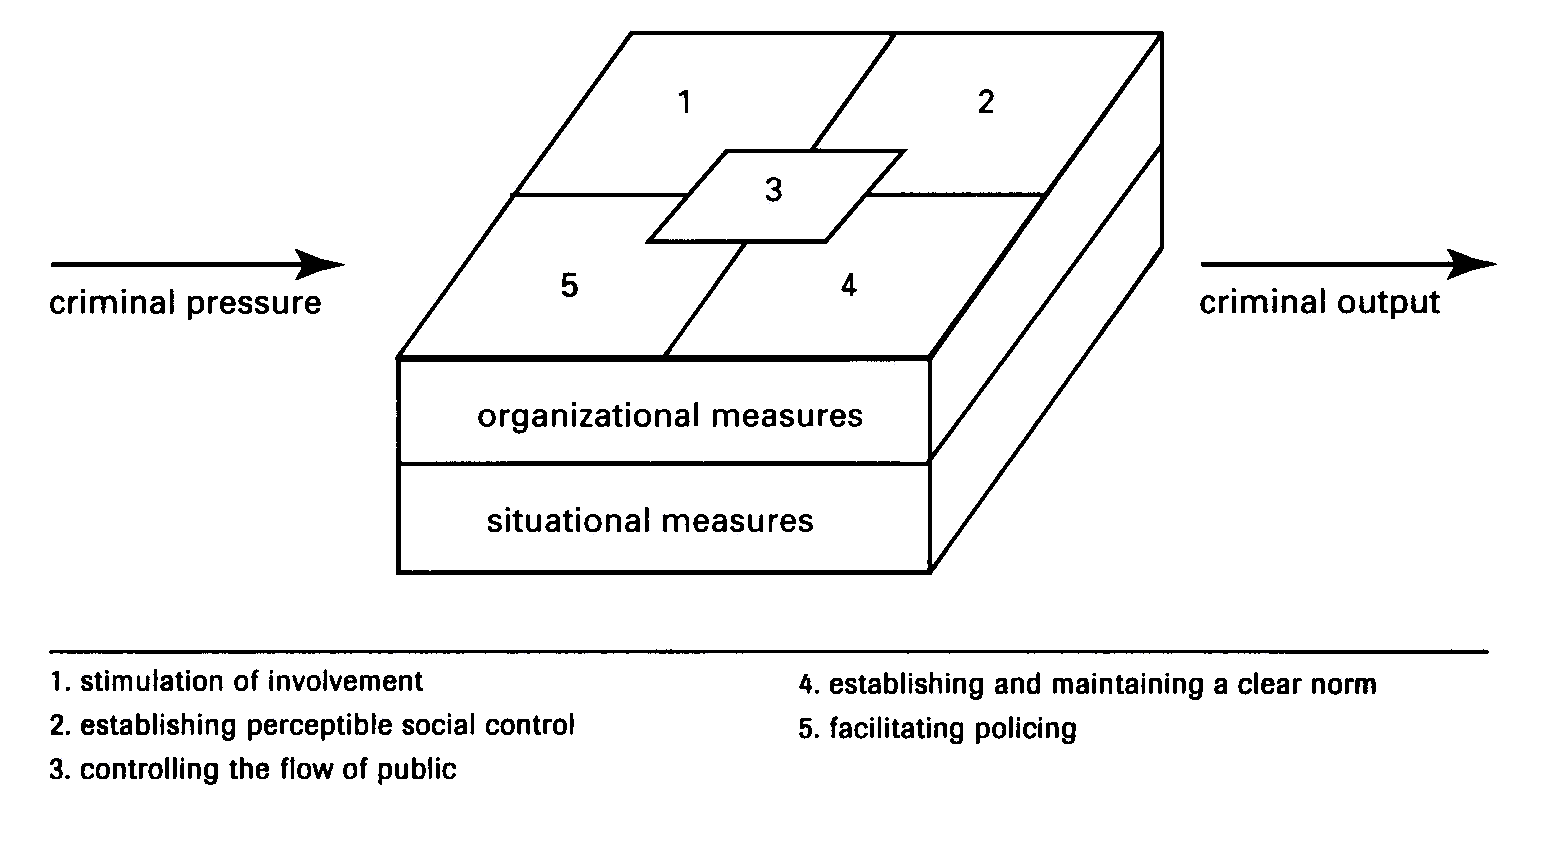 1
2
3
criminal pressure
criminal output
5
4
organizational measures
situational measures
1. stimulation of involvement
2. establishing perceptible social control
3. controlling the flow of public
4. establishing and maintaining a clear norm
5. facilitating policing